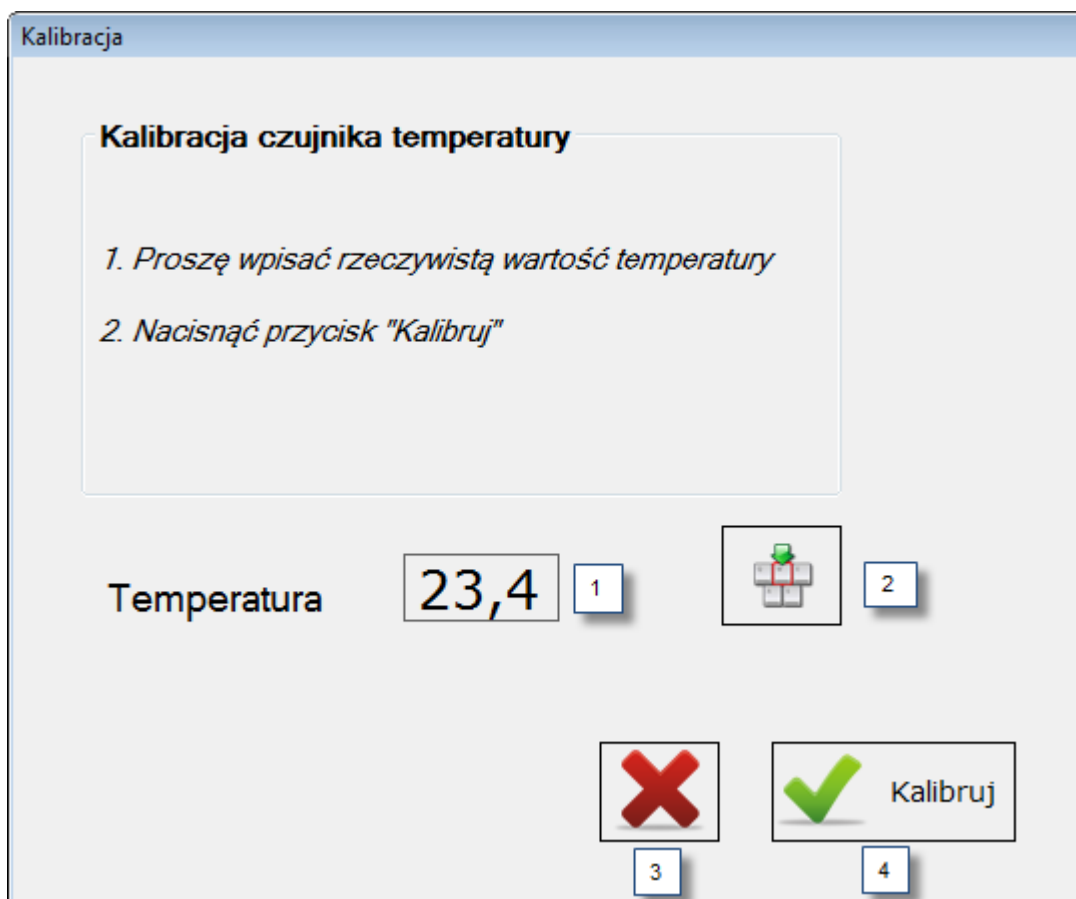 Kalibracja
Kalibracja czujnika temperatury
1. Proszę wpisać rzeczywistą wartość temperatury
2. Nacisnąć przycisk "Kalibruj"
Temperatura 23,4 1 2
Kalibruj
3 4